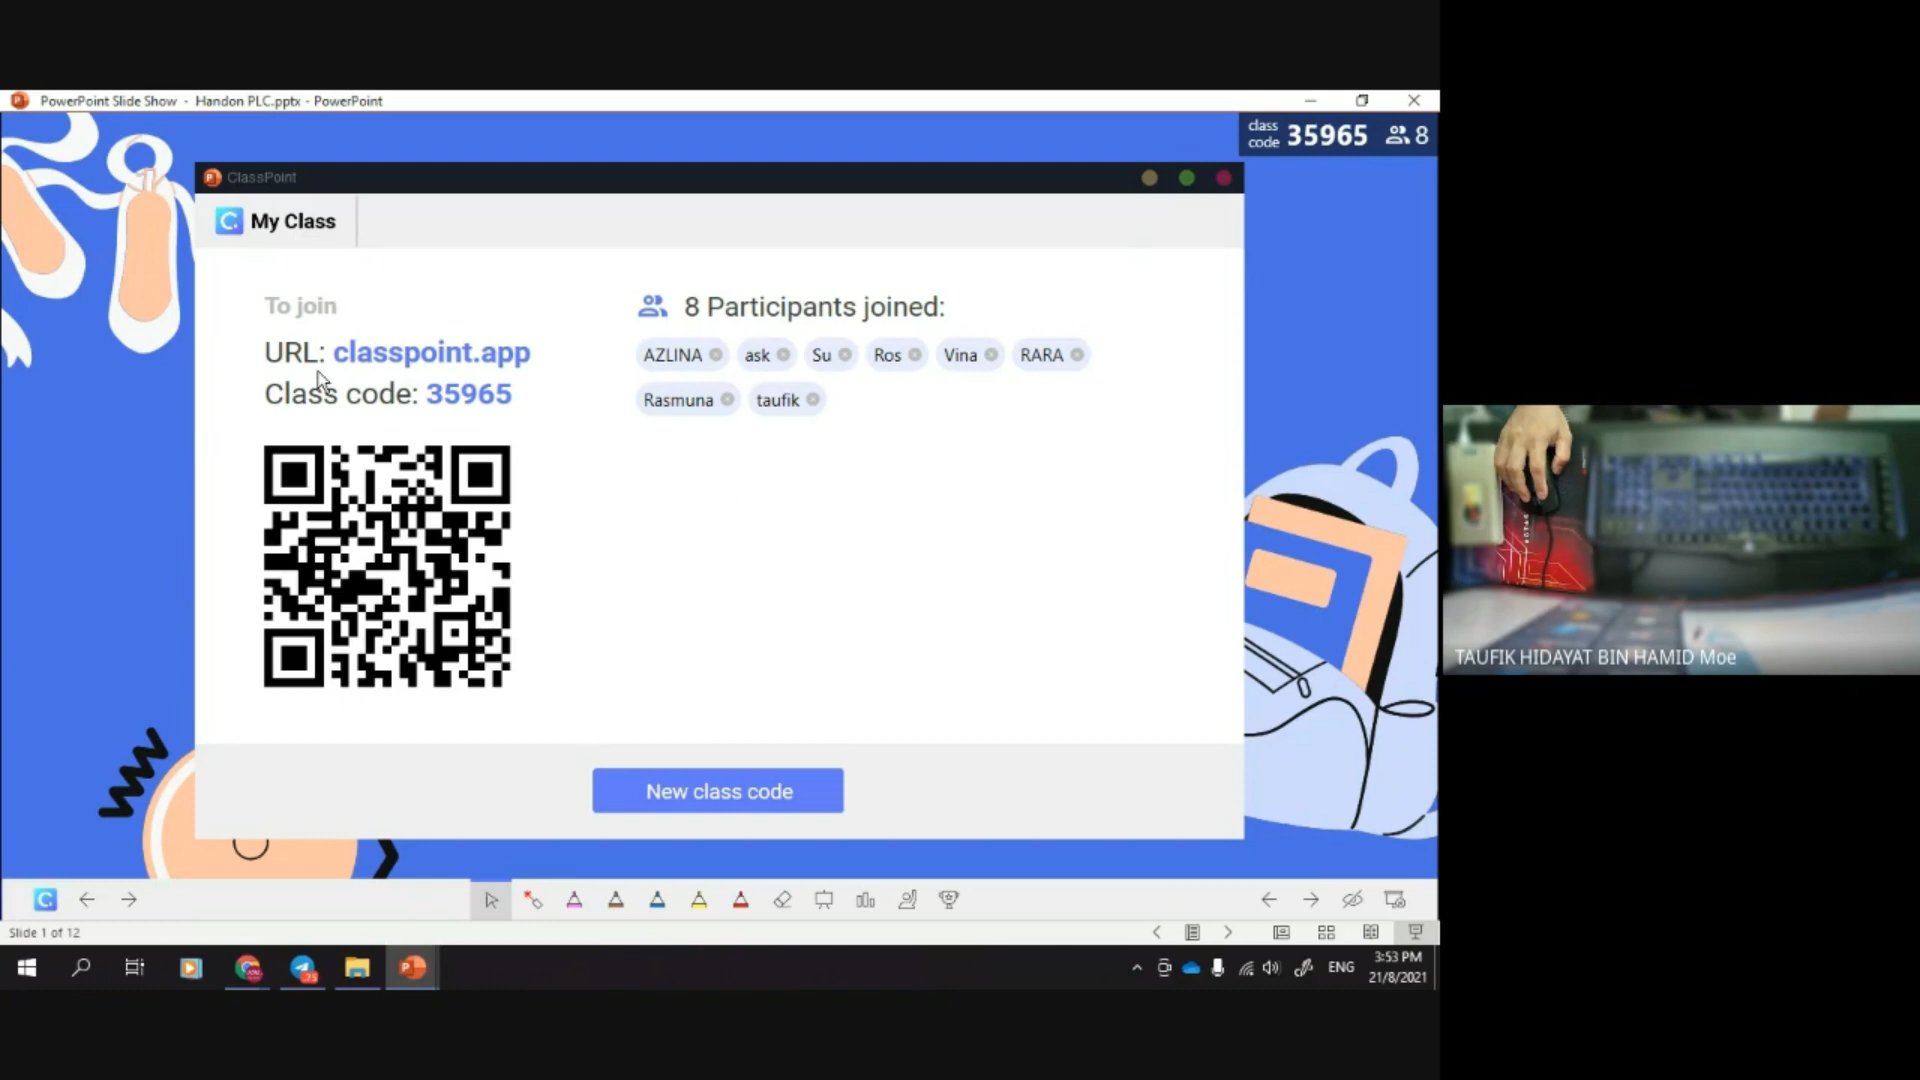 PowerPoint Slide Show - Handon PLC.pptx - PowerPoint
class code 35965 8
ClassPoint
C. My Class
To join
URL: classpoint.app
Class code: 35965
8 Participants joined:
AZLINA ask Su Ros Vina RARA
Rasmuna taufik
New class code
TAUFIK HIDAYAT BIN HAMID Moe
Slide 1 of 12
ENG
3:53 PM
21/8/2021